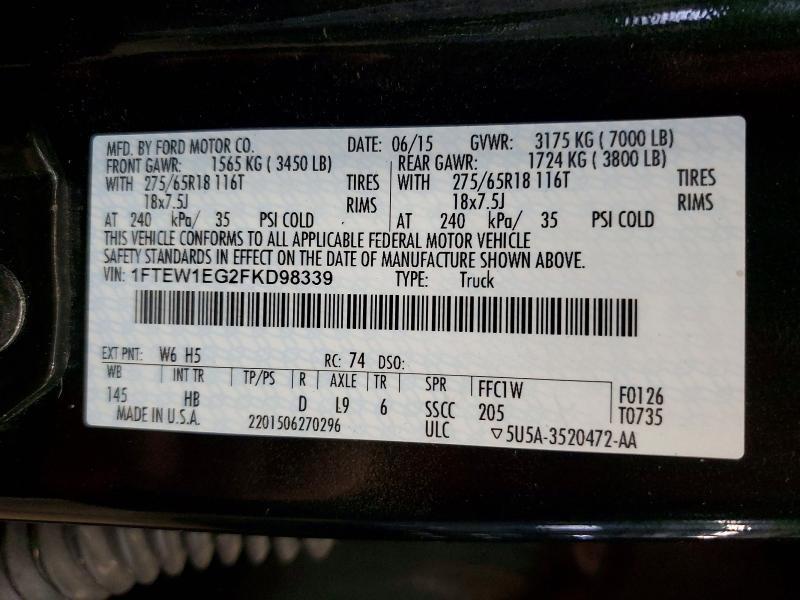 MFD. BY FORD MOTOR CO. DATE: 06/15 GVWR: 3175 KG ( 7000 LB)
FRONT GAWR: 1565 KG ( 3450 LB) REAR GAWR: 1724 KG ( 3800 LB)
WITH 275/65R18 116T TIRES WITH 275/65R18 116T TIRES
18x7.5J RIMS 18x7.5J RIMS
AT 240 kPa/ 35 PSI COLD AT 240 kPa/ 35 PSI COLD
THIS VEHICLE CONFORMS TO ALL APPLICABLE FEDERAL MOTOR VEHICLE
SAFETY STANDARDS IN EFFECT ON THE DATE OF MANUFACTURE SHOWN ABOVE.
VIN: 1FTEW1EG2FKD98339 TYPE: Truck
EXT PNT: W6 H5 RC: 74 DSO:
WB INT TR TP/PS R AXLE TR SPR FFC1W F0126
145 HB D L9 6 SSCC 205 T0735
MADE IN U.S.A. 2201506270296 ULC ▽5U5A-3520472-AA